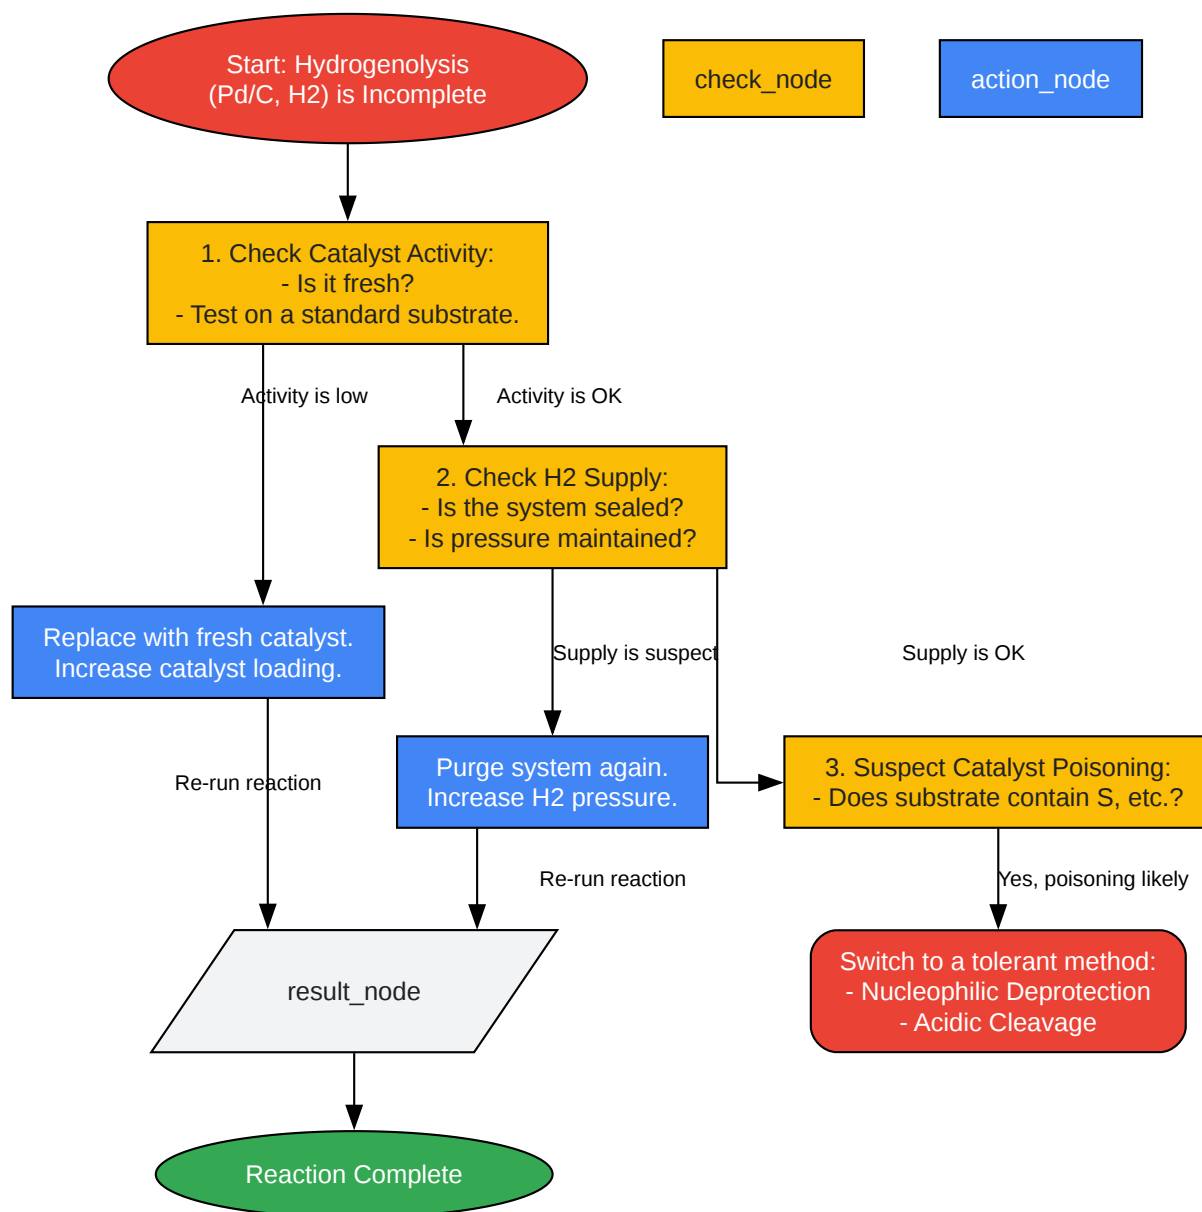 Start: Hydrogenolysis
(Pd/C, H2) is Incomplete
check_node
action_node
1. Check Catalyst Activity:
- Is it fresh?
- Test on a standard substrate.
Activity is low
Activity is OK
2. Check H2 Supply:
- Is the system sealed?
- Is pressure maintained?
Replace with fresh catalyst.
Increase catalyst loading.
Supply is suspect
Supply is OK
Re-run reaction
Purge system again.
Increase H2 pressure.
3. Suspect Catalyst Poisoning:
- Does substrate contain S, etc.?
Re-run reaction
Yes, poisoning likely
result_node
Switch to a tolerant method:
- Nucleophilic Deprotection
- Acidic Cleavage
Reaction Complete